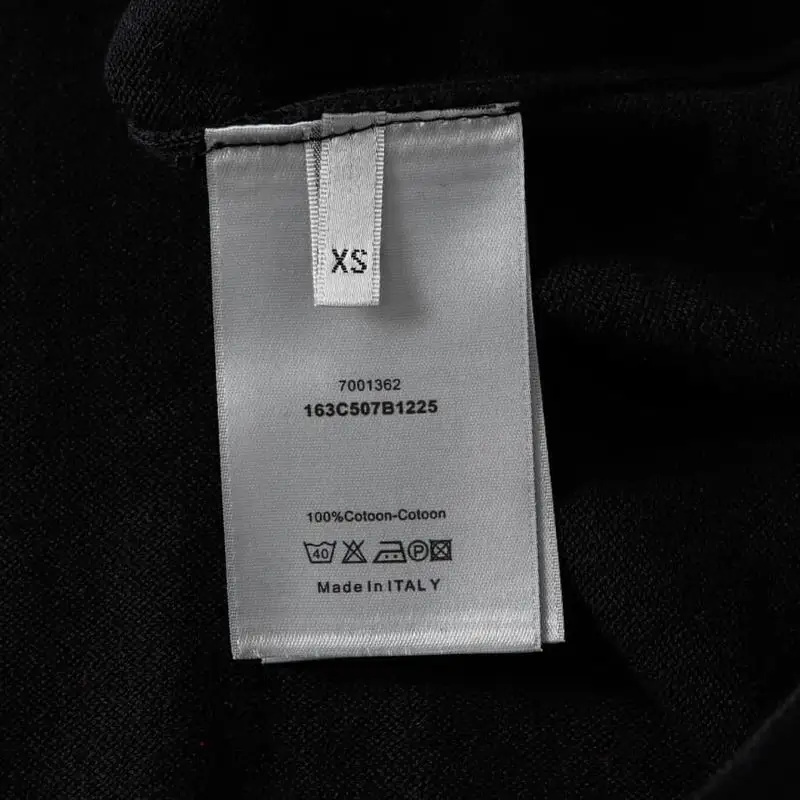 XS
7001362
163C507B1225
100%Cotoon-Cotoon
40 P
Made In ITALY